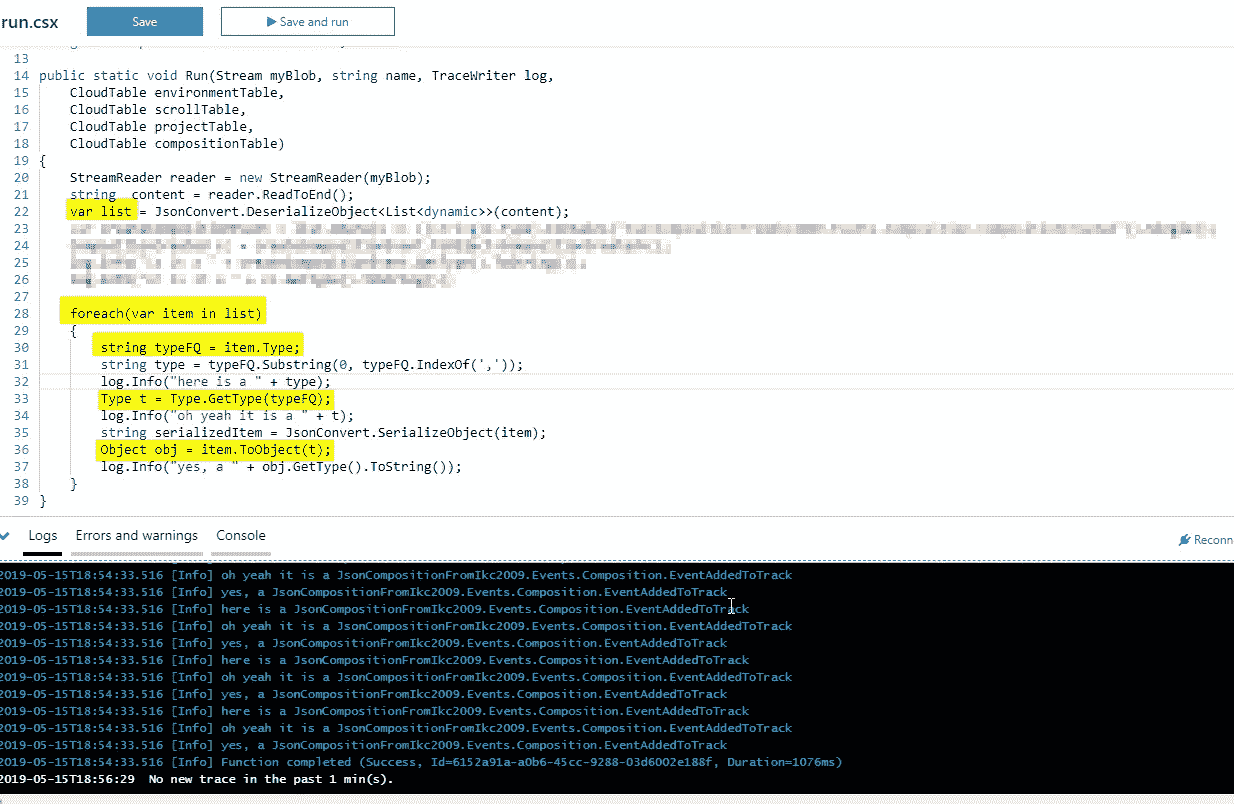 run.csx Save Save and run
13
14 public static void Run(Stream myBlob, string name, TraceWriter log,
15 CloudTable environmentTable,
16 CloudTable scrollTable,
17 CloudTable projectTable,
18 CloudTable compositionTable)
19 {
20 StreamReader reader = new StreamReader(myBlob);
21 string content = reader.ReadToEnd();
22 var list = JsonConvert.DeserializeObject<List<dynamic>>(content);
23
24
25
26
27
28 foreach(var item in list)
29 {
30 string typeFQ = item.Type;
31 string type = typeFQ.Substring(0, typeFQ.IndexOf(','));
32 log.Info("here is a " + type);
33 Type t = Type.GetType(typeFQ);
34 log.Info("oh yeah it is a " + t);
35 string serializedItem = JsonConvert.SerializeObject(item);
36 Object obj = item.ToObject(t);
37 log.Info("yes, a " + obj.GetType().ToString());
38 }
39 }
Logs Errors and warnings Console Reconn
2019-05-15T18:54:33.516 [Info] oh yeah it is a JsonCompositionFromIkc2009.Events.Composition.EventAddedToTrack
2019-05-15T18:54:33.516 [Info] yes, a JsonCompositionFromIkc2009.Events.Composition.EventAddedToTrack
2019-05-15T18:54:33.516 [Info] here is a JsonCompositionFromIkc2009.Events.Composition.EventAddedToTrack
2019-05-15T18:54:33.516 [Info] oh yeah it is a JsonCompositionFromIkc2009.Events.Composition.EventAddedToTrack
2019-05-15T18:54:33.516 [Info] yes, a JsonCompositionFromIkc2009.Events.Composition.EventAddedToTrack
2019-05-15T18:54:33.516 [Info] here is a JsonCompositionFromIkc2009.Events.Composition.EventAddedToTrack
2019-05-15T18:54:33.516 [Info] oh yeah it is a JsonCompositionFromIkc2009.Events.Composition.EventAddedToTrack
2019-05-15T18:54:33.516 [Info] yes, a JsonCompositionFromIkc2009.Events.Composition.EventAddedToTrack
2019-05-15T18:54:33.516 [Info] here is a JsonCompositionFromIkc2009.Events.Composition.EventAddedToTrack
2019-05-15T18:54:33.516 [Info] oh yeah it is a JsonCompositionFromIkc2009.Events.Composition.EventAddedToTrack
2019-05-15T18:54:33.516 [Info] yes, a JsonCompositionFromIkc2009.Events.Composition.EventAddedToTrack
2019-05-15T18:54:33.516 [Info] Function completed (Success, Id=6152a91a-a0b6-45cc-9288-03d6002e188f, Duration=1076ms)
2019-05-15T18:56:29 No new trace in the past 1 min(s).